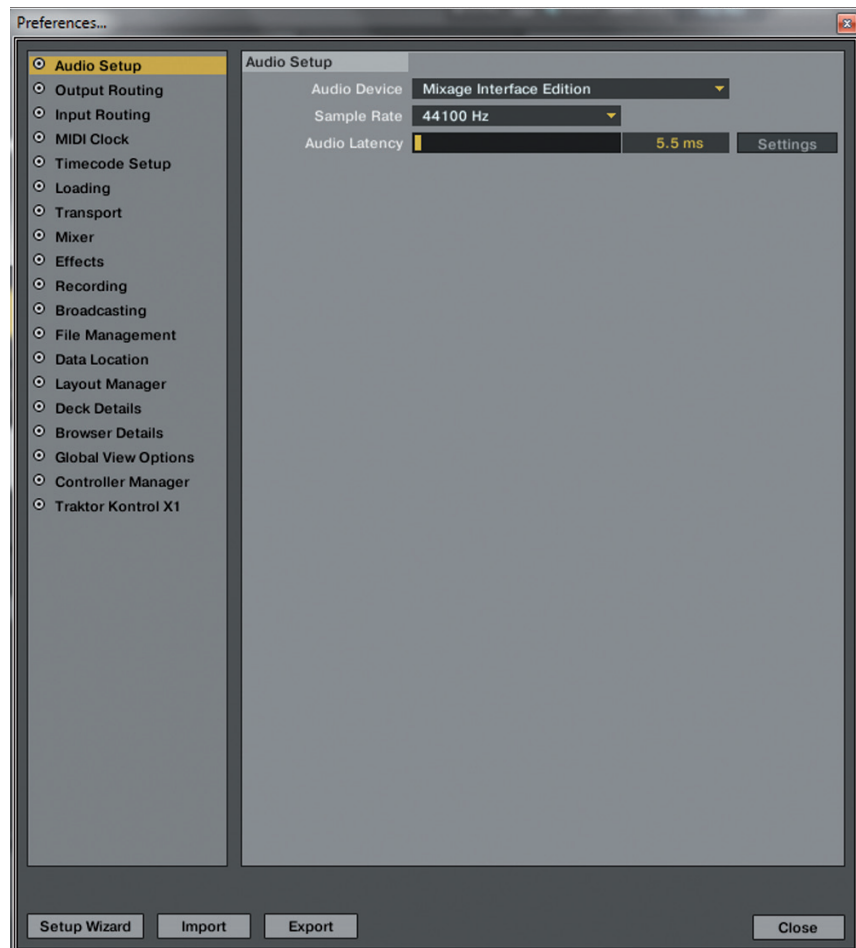 Preferences...
Audio Setup
Output Routing
Input Routing
MIDI Clock
Timecode Setup
Loading
Transport
Mixer
Effects
Recording
Broadcasting
File Management
Data Location
Layout Manager
Deck Details
Browser Details
Global View Options
Controller Manager
Traktor Kontrol X1
Audio Setup
Audio Device Mixage Interface Edition
Sample Rate 44100 Hz
Audio Latency 5.5 ms Settings
Setup Wizard Import Export Close